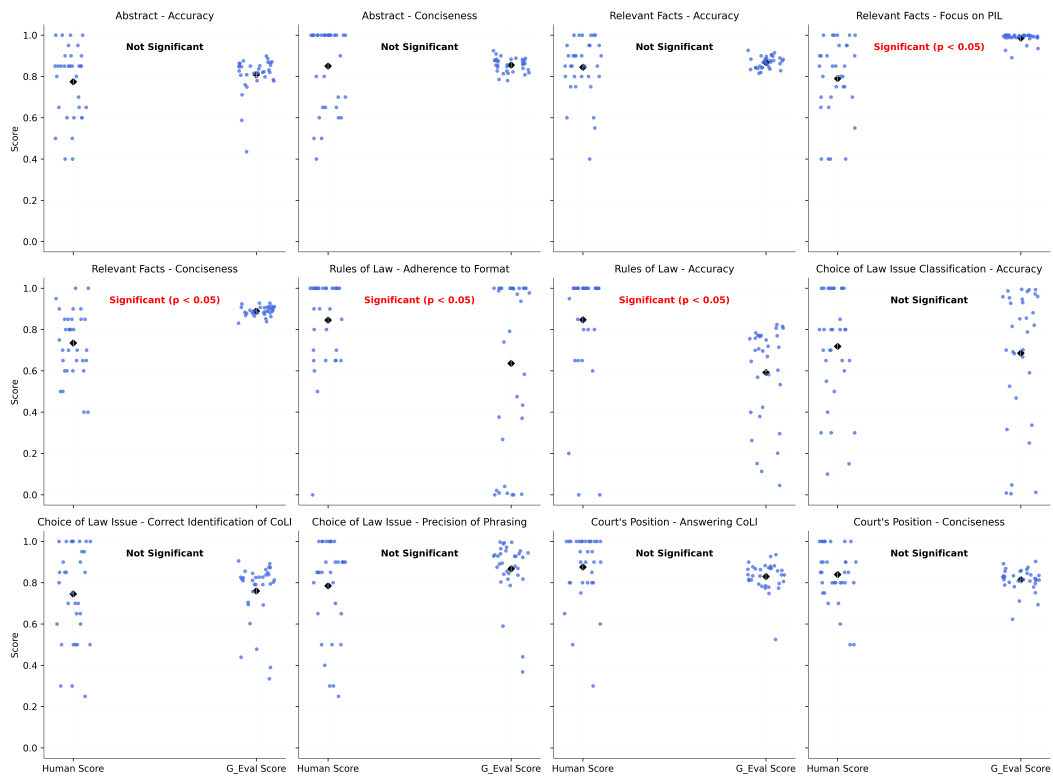 Abstract - Accuracy
Abstract - Conciseness
Relevant Facts - Accuracy
Relevant Facts - Focus on PIL
Not Significant
Not Significant
Not Significant
Significant (p < 0.05)
Score
1.0
0.8
0.6
0.4
0.2
0.0
Relevant Facts - Conciseness
Rules of Law - Adherence to Format
Rules of Law - Accuracy
Choice of Law Issue Classification - Accuracy
Significant (p < 0.05)
Significant (p < 0.05)
Significant (p < 0.05)
Not Significant
Score
1.0
0.8
0.6
0.4
0.2
0.0
Choice of Law Issue - Correct Identification of CoLI
Choice of Law Issue - Precision of Phrasing
Court's Position - Answering CoLI
Court's Position - Conciseness
Not Significant
Not Significant
Not Significant
Not Significant
Score
1.0
0.8
0.6
0.4
0.2
0.0
Human Score
G_Eval Score
Human Score
G_Eval Score
Human Score
G_Eval Score
Human Score
G_Eval Score